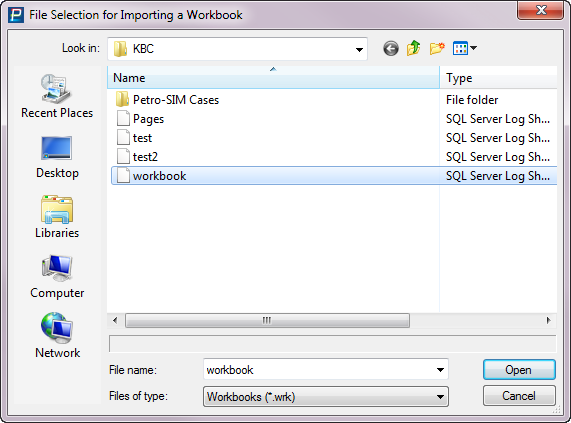 File Selection for Importing a Workbook
Look in: KBC
Name Type
Petro-SIM Cases File folder
Pages SQL Server Log Sh...
test SQL Server Log Sh...
test2 SQL Server Log Sh...
workbook SQL Server Log Sh...
Recent Places
Desktop
Libraries
Computer
Network
File name: workbook Open
Files of type: Workbooks (*.wrk) Cancel